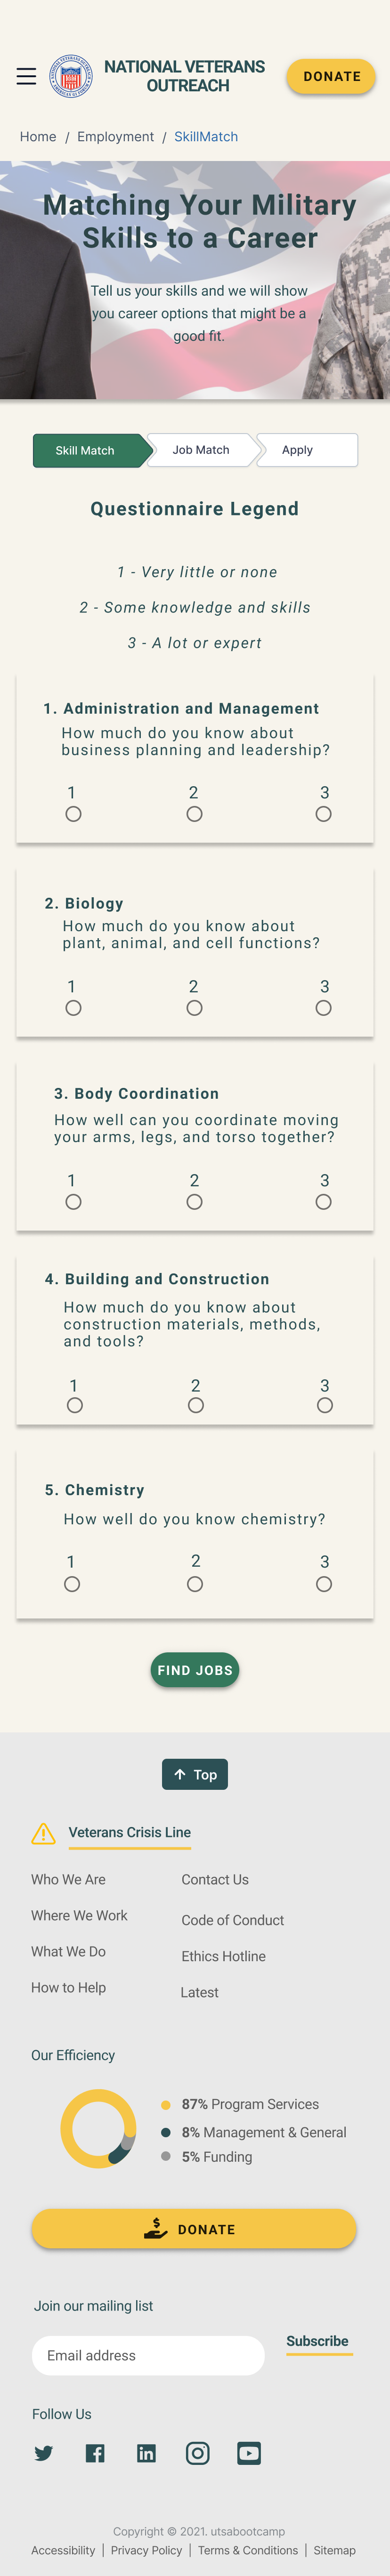 NATIONAL VETERANS
OUTREACH
DONATE
Home / Employment / SkillMatch
Matching Your Military
Skills to a Career
Tell us your skills and we will show
you career options that might be a
good fit.
Skill Match
Job Match
Apply
Questionnaire Legend
1 - Very little or none
2 - Some knowledge and skills
3 - A lot or expert
1. Administration and Management
How much do you know about
business planning and leadership?
1 2 3
2. Biology
How much do you know about
plant, animal, and cell functions?
1 2 3
3. Body Coordination
How well can you coordinate moving
your arms, legs, and torso together?
1 2 3
4. Building and Construction
How much do you know about
construction materials, methods,
and tools?
1 2 3
5. Chemistry
How well do you know chemistry?
1 2 3
FIND JOBS
Top
Veterans Crisis Line
Who We Are
Where We Work
What We Do
How to Help
Contact Us
Code of Conduct
Ethics Hotline
Latest
Our Efficiency
87% Program Services
8% Management & General
5% Funding
DONATE
Join our mailing list
Email address
Subscribe
Follow Us
Copyright © 2021. utsabootcamp
Accessibility | Privacy Policy | Terms & Conditions | Sitemap